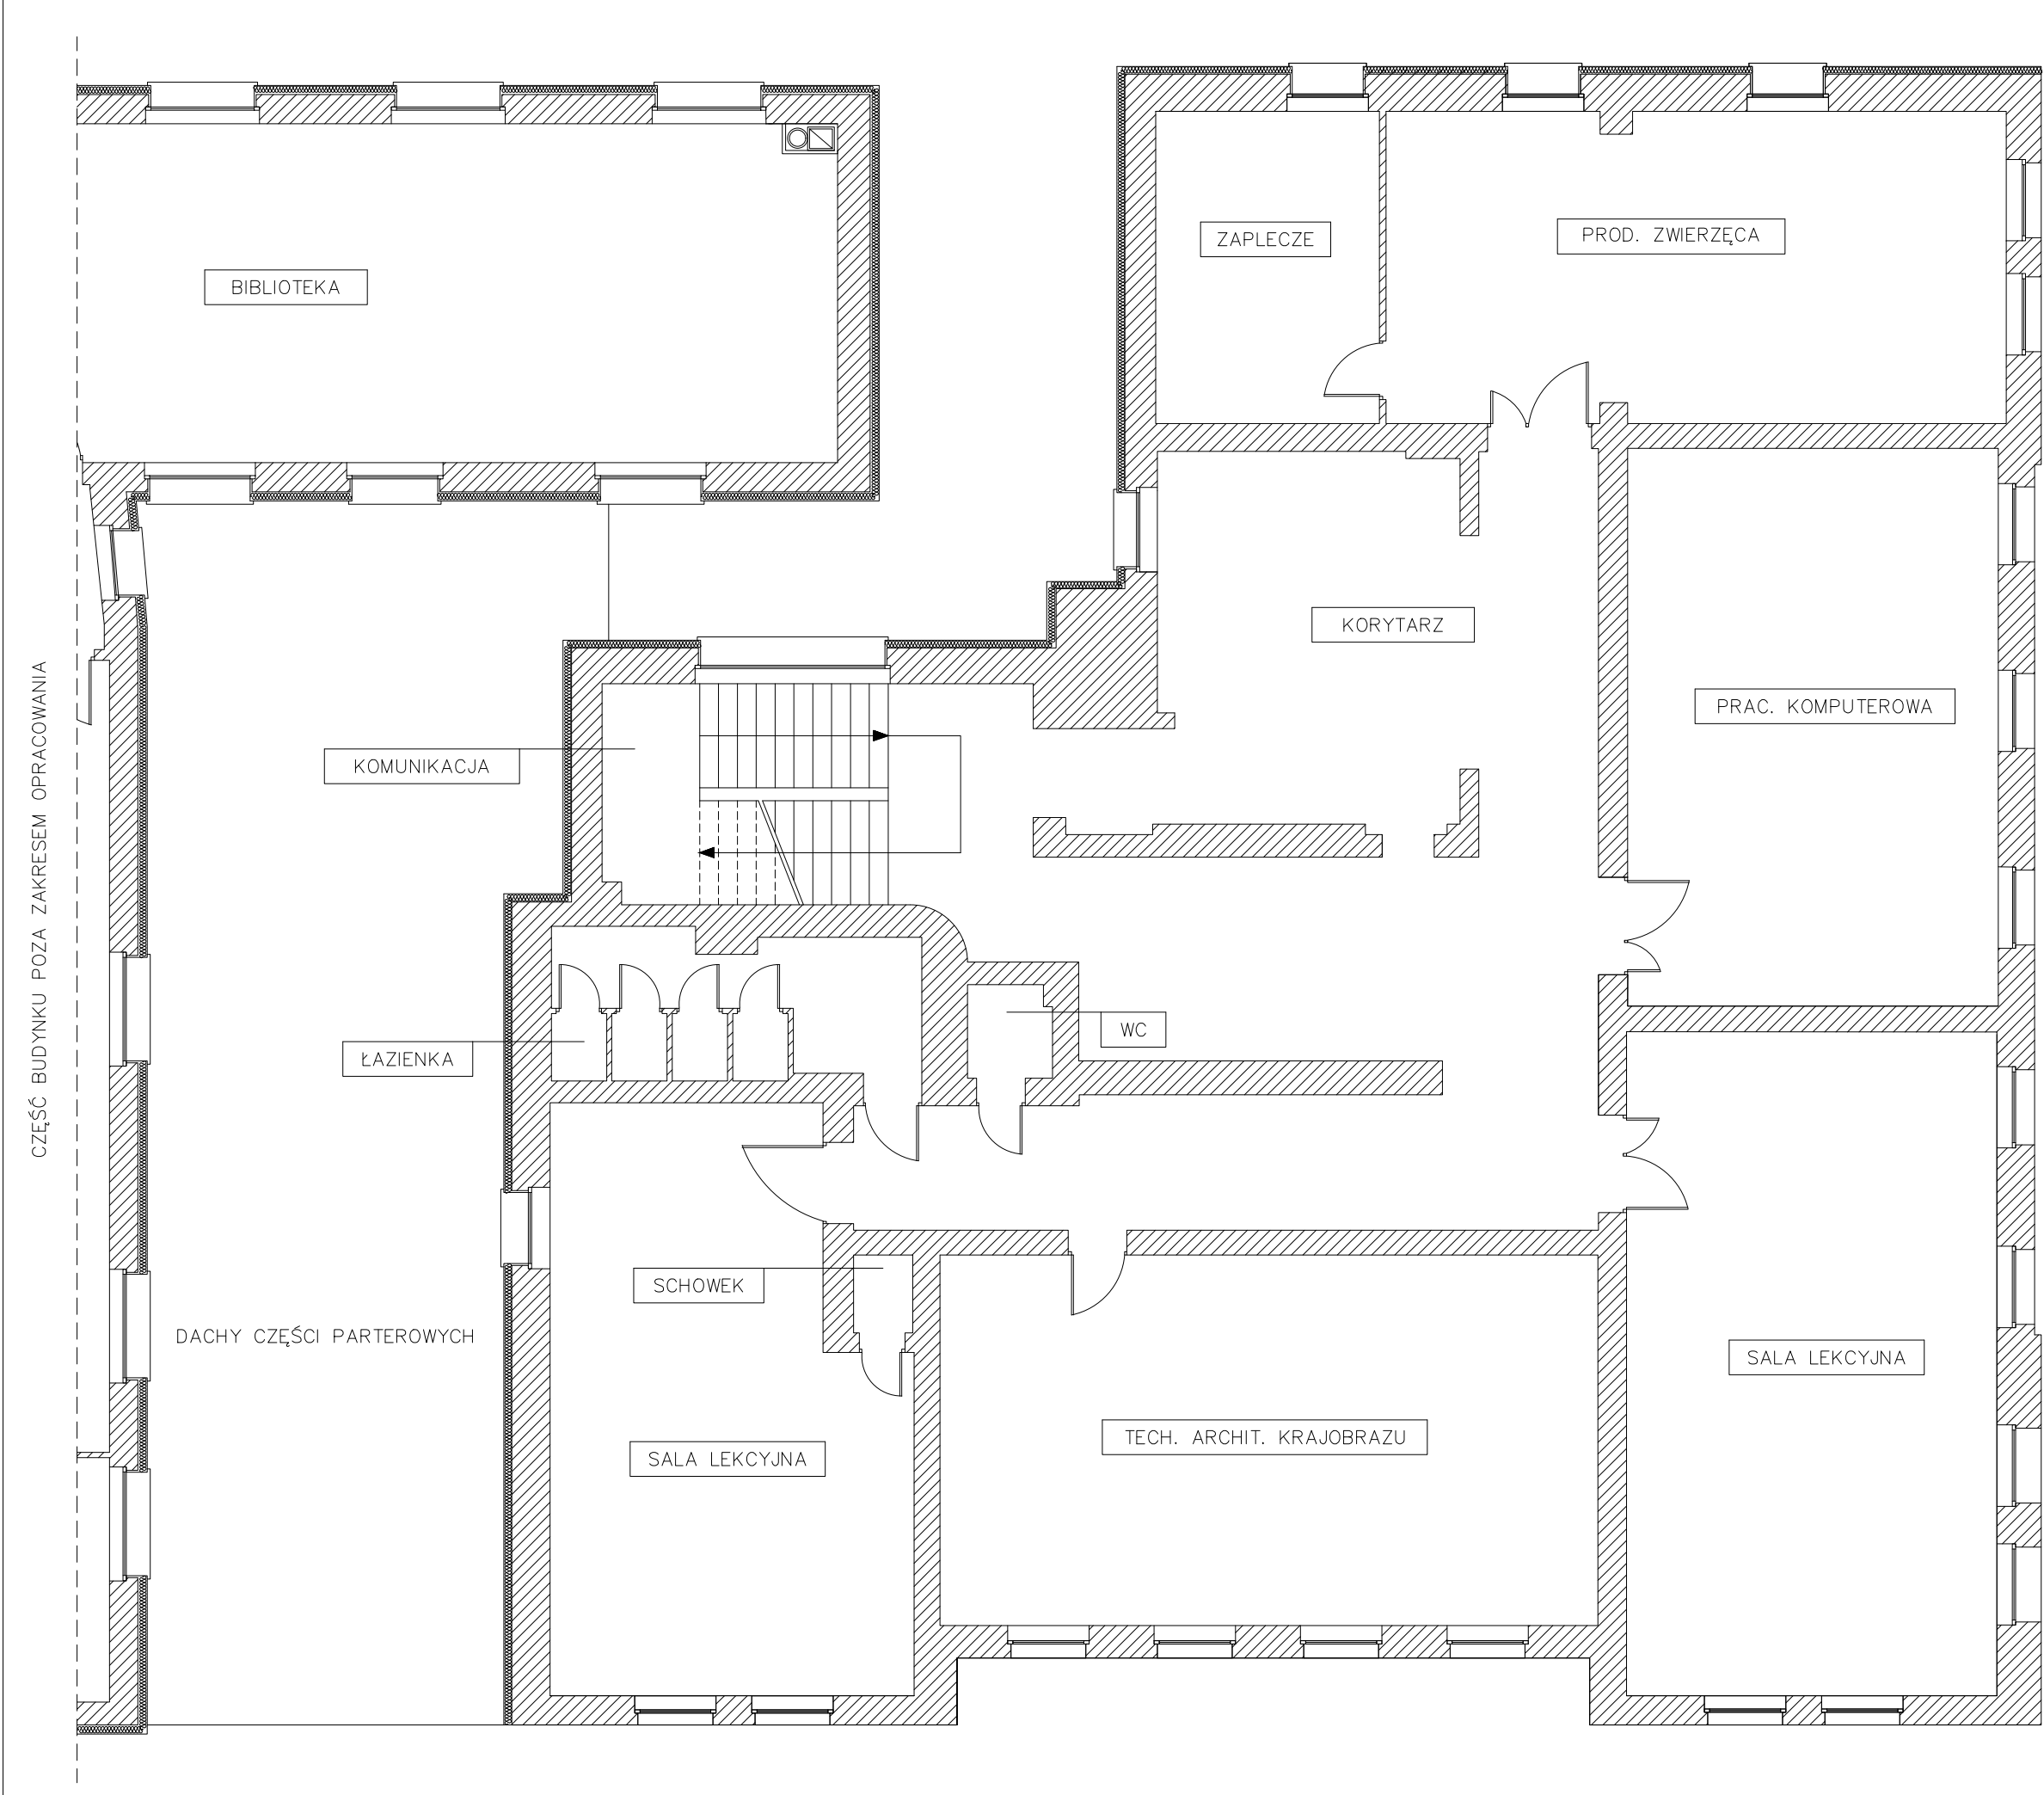 ZAPLECZE
PROD. ZWIERZĘCA
BIBLIOTEKA
KORYTARZ
PRAC. KOMPUTEROWA
KOMUNIKACJA
CZĘŚĆ BUDYNKU POZA ZAKRESEM OPRACOWANIA
WC
ŁAZIENKA
SCHOWEK
DACHY CZĘŚCI PARTEROWYCH
SALA LEKCYJNA
TECH. ARCHIT. KRAJOBRAZU
SALA LEKCYJNA